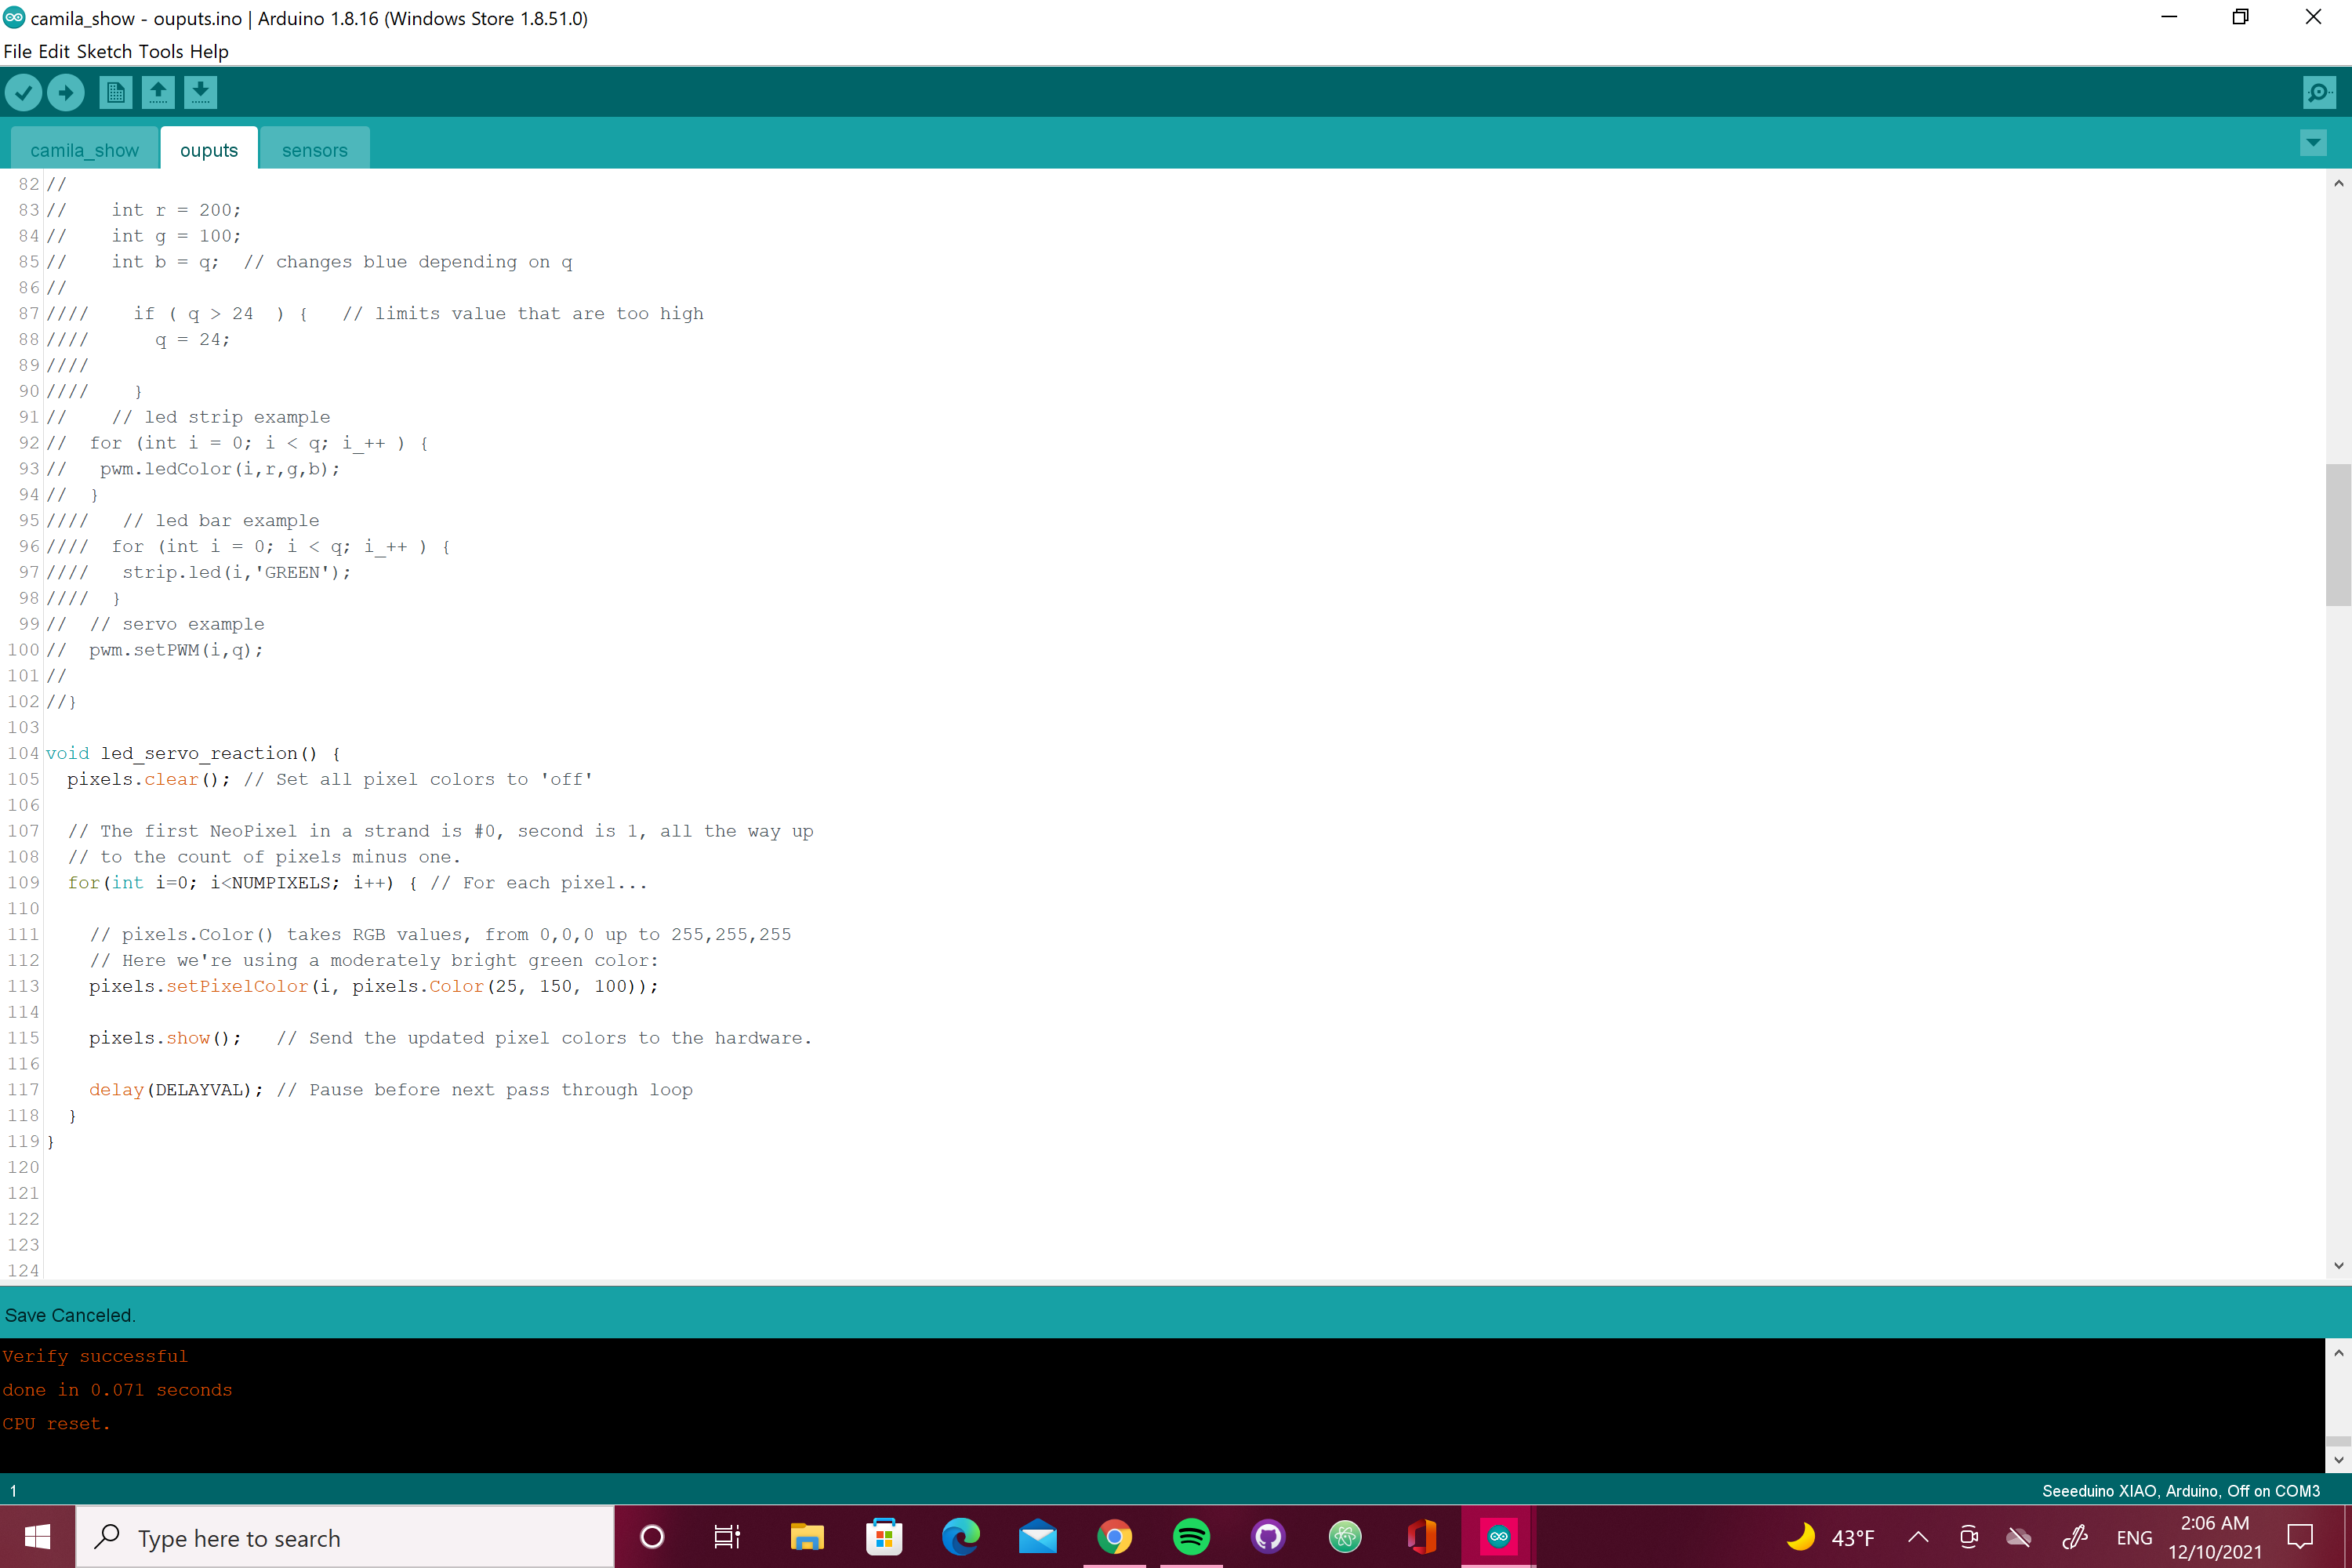 camila_show - ouputs.ino | Arduino 1.8.16 (Windows Store 1.8.51.0)
File Edit Sketch Tools Help
camila_show ouputs sensors
82 //
83 //    int r = 200;
84 //    int g = 100;
85 //    int b = q;  // changes blue depending on q
86 //
87 ////    if ( q > 24  ) {   // limits value that are too high
88 ////      q = 24;
89 ////
90 ////    }
91 //    // led strip example
92 //  for (int i = 0; i < q; i_++ ) {
93 //   pwm.ledColor(i,r,g,b);
94 //  }
95 ////   // led bar example
96 ////  for (int i = 0; i < q; i_++ ) {
97 ////   strip.led(i,'GREEN');
98 ////  }
99 //  // servo example
100 //  pwm.setPWM(i,q);
101 //
102 //}
103
104 void led_servo_reaction() {
105   pixels.clear(); // Set all pixel colors to 'off'
106
107   // The first NeoPixel in a strand is #0, second is 1, all the way up
108   // to the count of pixels minus one.
109   for(int i=0; i<NUMPIXELS; i++) { // For each pixel...
110
111     // pixels.Color() takes RGB values, from 0,0,0 up to 255,255,255
112     // Here we're using a moderately bright green color:
113     pixels.setPixelColor(i, pixels.Color(25, 150, 100));
114
115     pixels.show();   // Send the updated pixel colors to the hardware.
116
117     delay(DELAYVAL); // Pause before next pass through loop
118   }
119 }
120
121
122
123
124
Save Canceled.
Verify successful
done in 0.071 seconds
CPU reset.
1 Seeeduino XIAO, Arduino, Off on COM3
Type here to search 43°F ENG 2:06 AM
12/10/2021